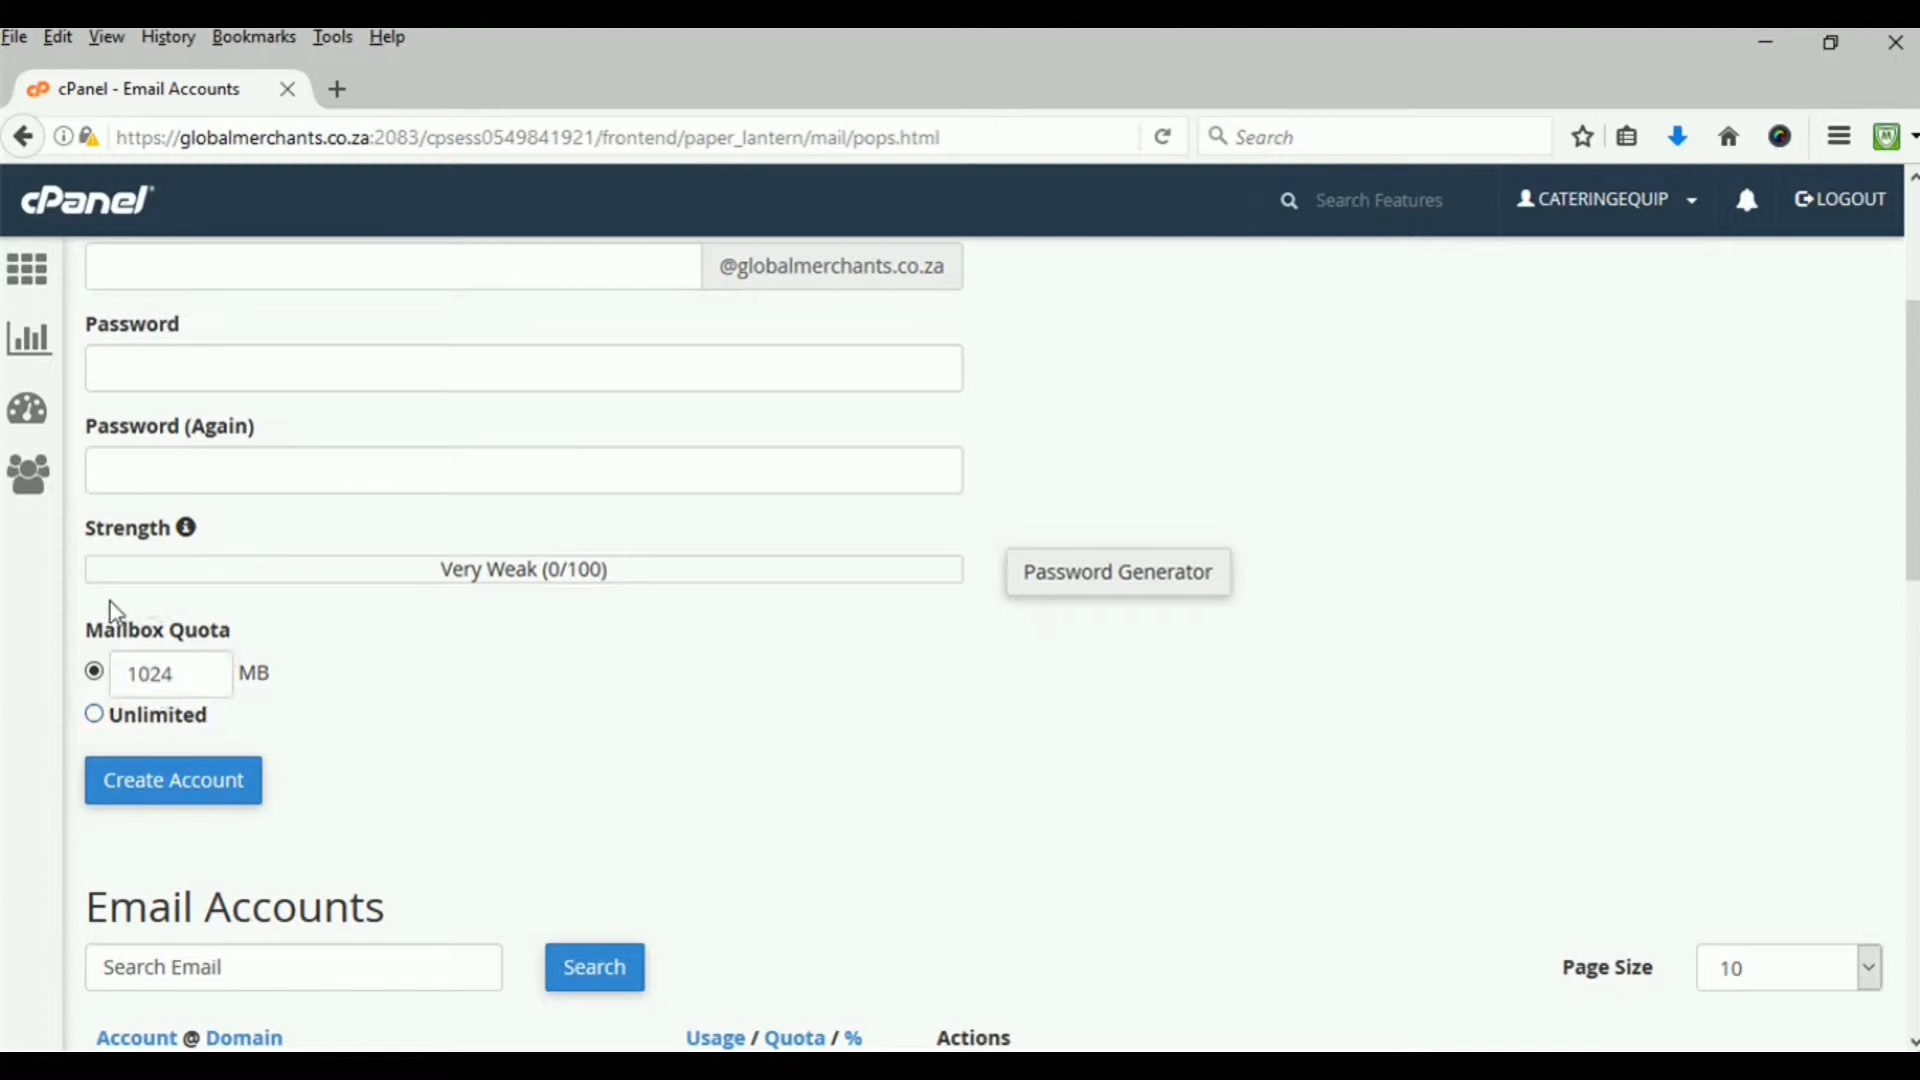 File Edit View History Bookmarks Tools Help
cPanel - Email Accounts
https://globalmerchants.co.za:2083/cpsess0549841921/frontend/paper_lantern/mail/pops.html
Search
cPanel
Search Features
CATERINGEQUIP
LOGOUT
@globalmerchants.co.za
Password
Password (Again)
Strength
Very Weak (0/100)
Password Generator
Mailbox Quota
1024 MB
Unlimited
Create Account
Email Accounts
Search Email
Search
Page Size
10
Account @ Domain
Usage / Quota / %
Actions